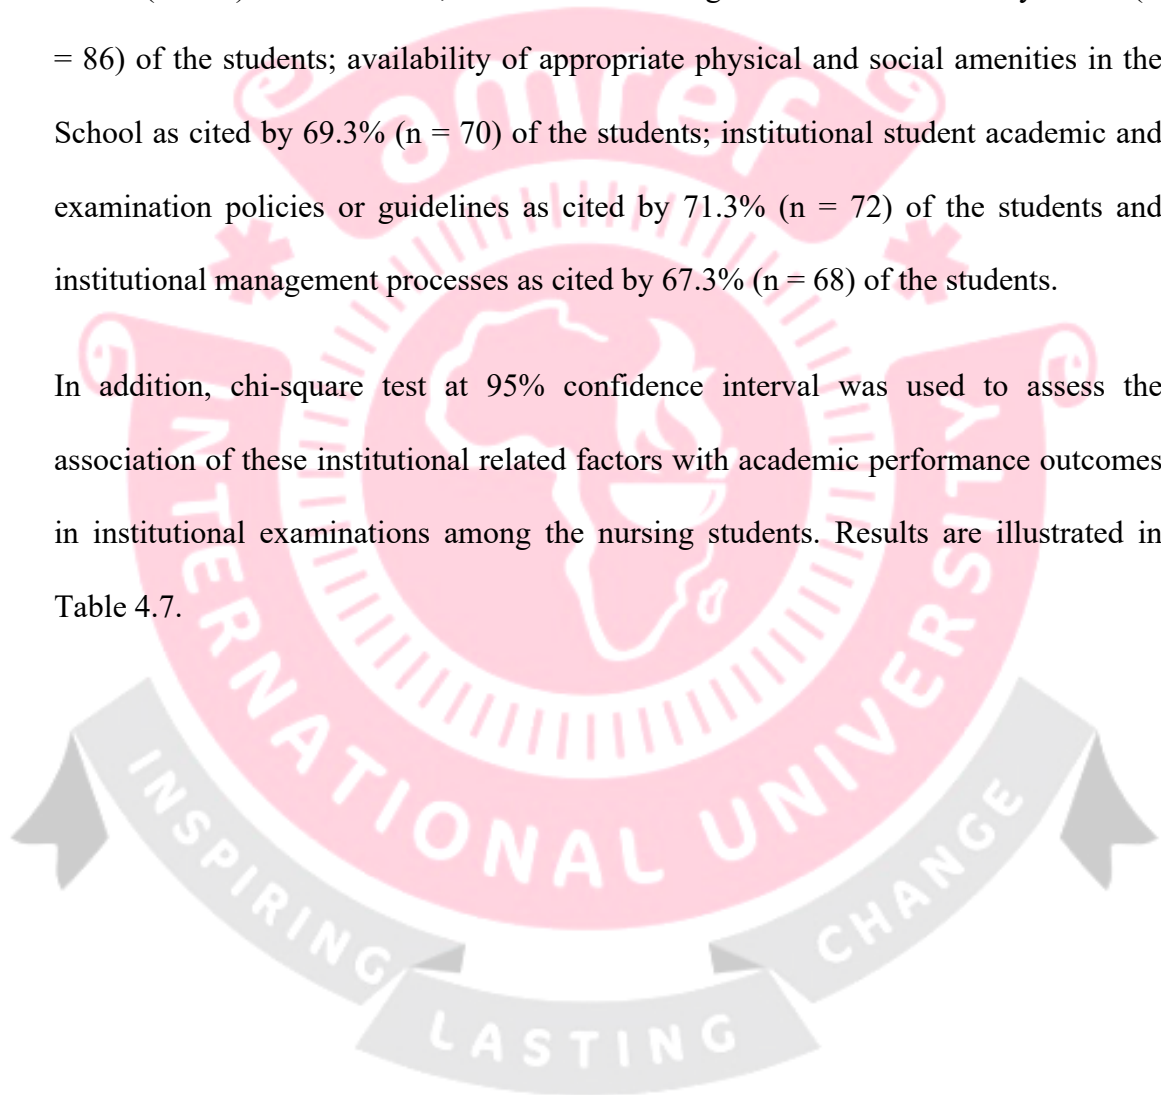 = 86) of the students; availability of appropriate physical and social amenities in the
School as cited by 69.3% (n = 70) of the students; institutional student academic and
examination policies or guidelines as cited by 71.3% (n = 72) of the students and
institutional management processes as cited by 67.3% (n = 68) of the students.
In addition, chi-square test at 95% confidence interval was used to assess the
association of these institutional related factors with academic performance outcomes
in institutional examinations among the nursing students. Results are illustrated in
Table 4.7.
amref
INTERNATIONAL UNIVERSITY
INSPIRING
LASTING
CHANGE